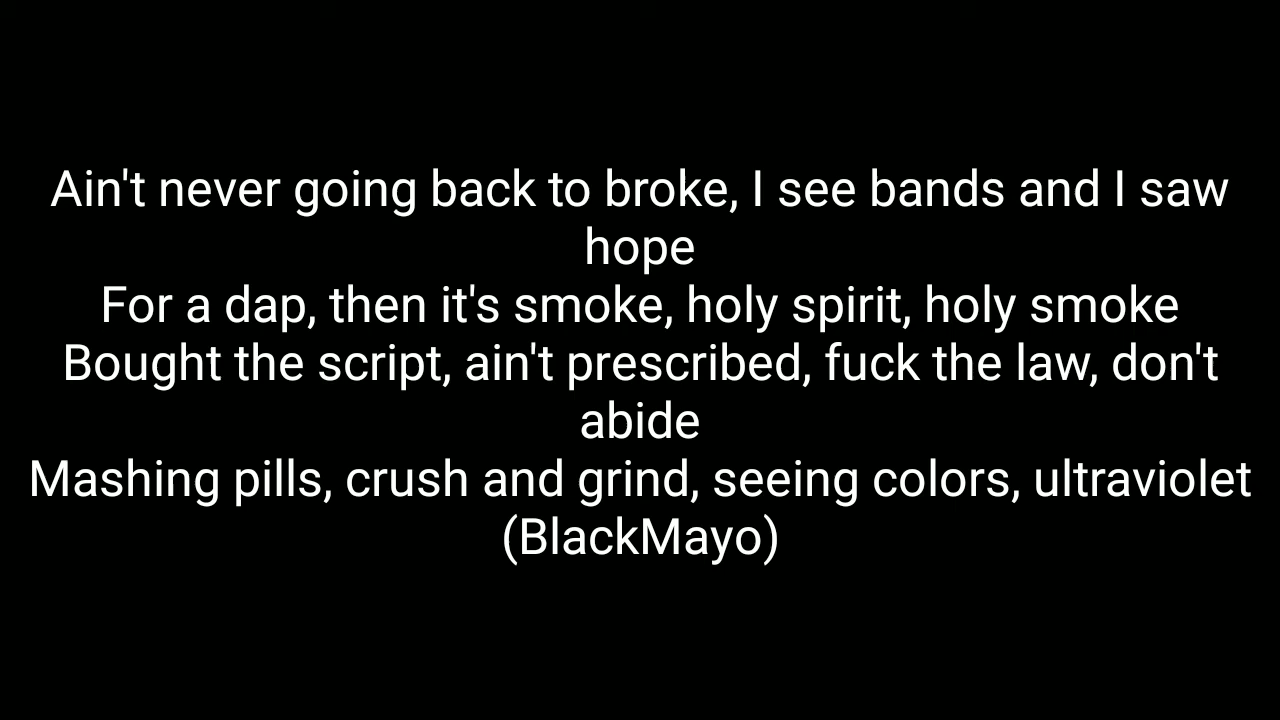 Ain't never going back to broke, I see bands and I saw
hope
For a dap, then it's smoke, holy spirit, holy smoke
Bought the script, ain't prescribed, fuck the law, don't
abide
Mashing pills, crush and grind, seeing colors, ultraviolet
(BlackMayo)